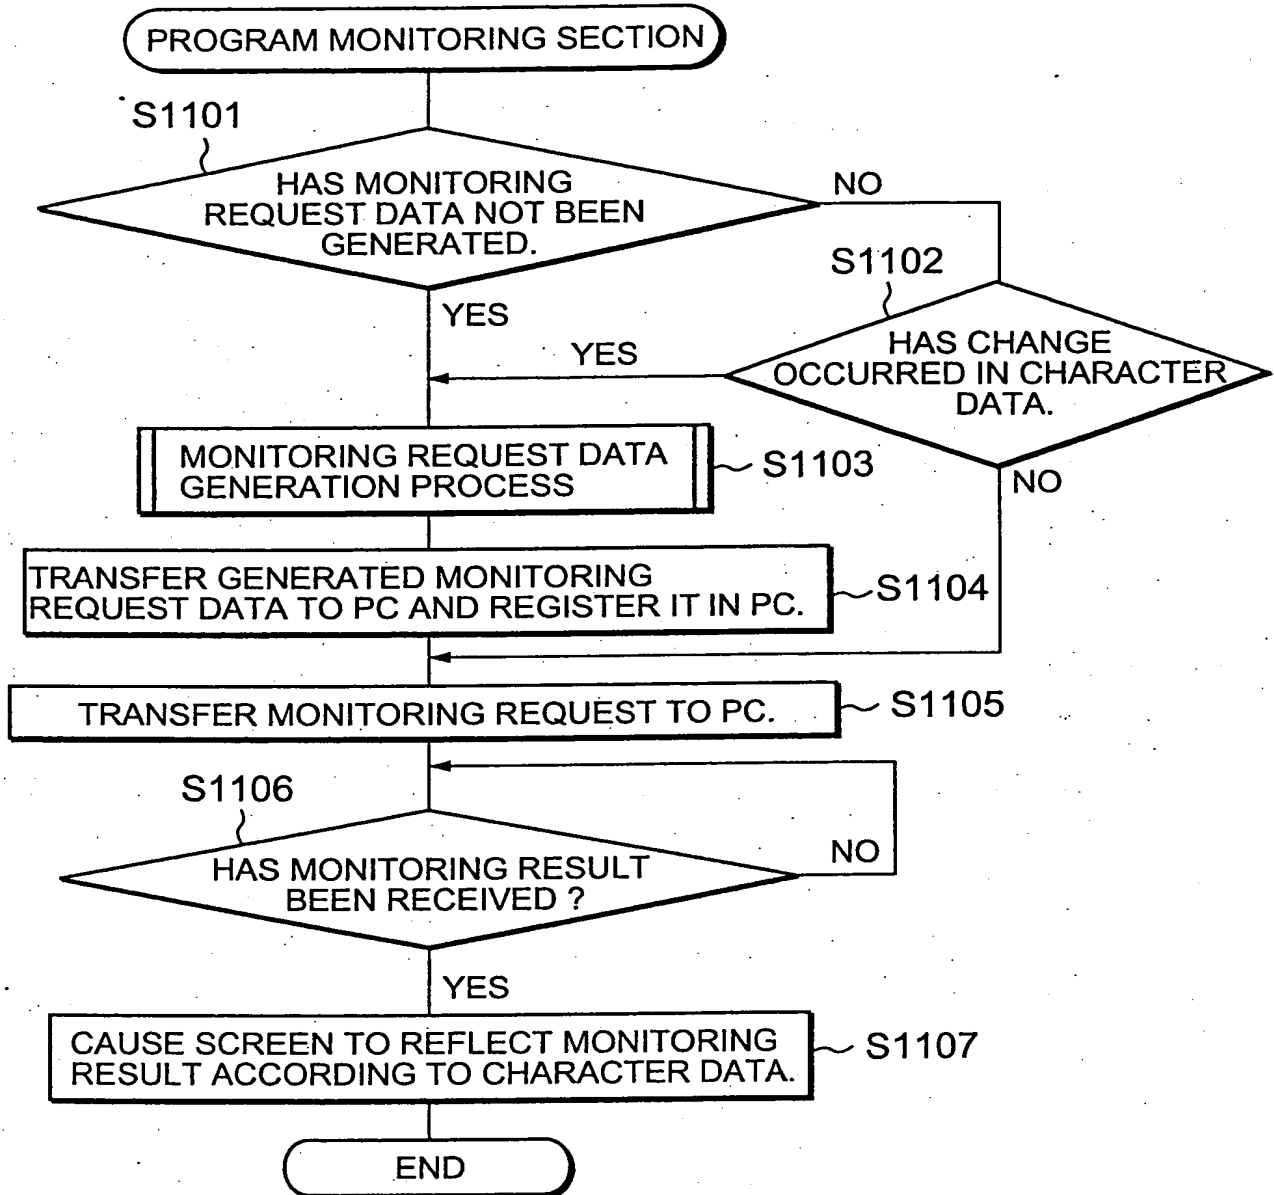 PROGRAM MONITORING SECTION
S1101
HAS MONITORING
REQUEST DATA NOT BEEN
GENERATED.
NO
YES
S1102
HAS CHANGE
OCCURRED IN CHARACTER
DATA.
YES
NO
MONITORING REQUEST DATA
GENERATION PROCESS
S1103
TRANSFER GENERATED MONITORING
REQUEST DATA TO PC AND REGISTER IT IN PC.
S1104
TRANSFER MONITORING REQUEST TO PC.
S1105
S1106
HAS MONITORING RESULT
BEEN RECEIVED ?
NO
YES
CAUSE SCREEN TO REFLECT MONITORING
RESULT ACCORDING TO CHARACTER DATA.
S1107
END